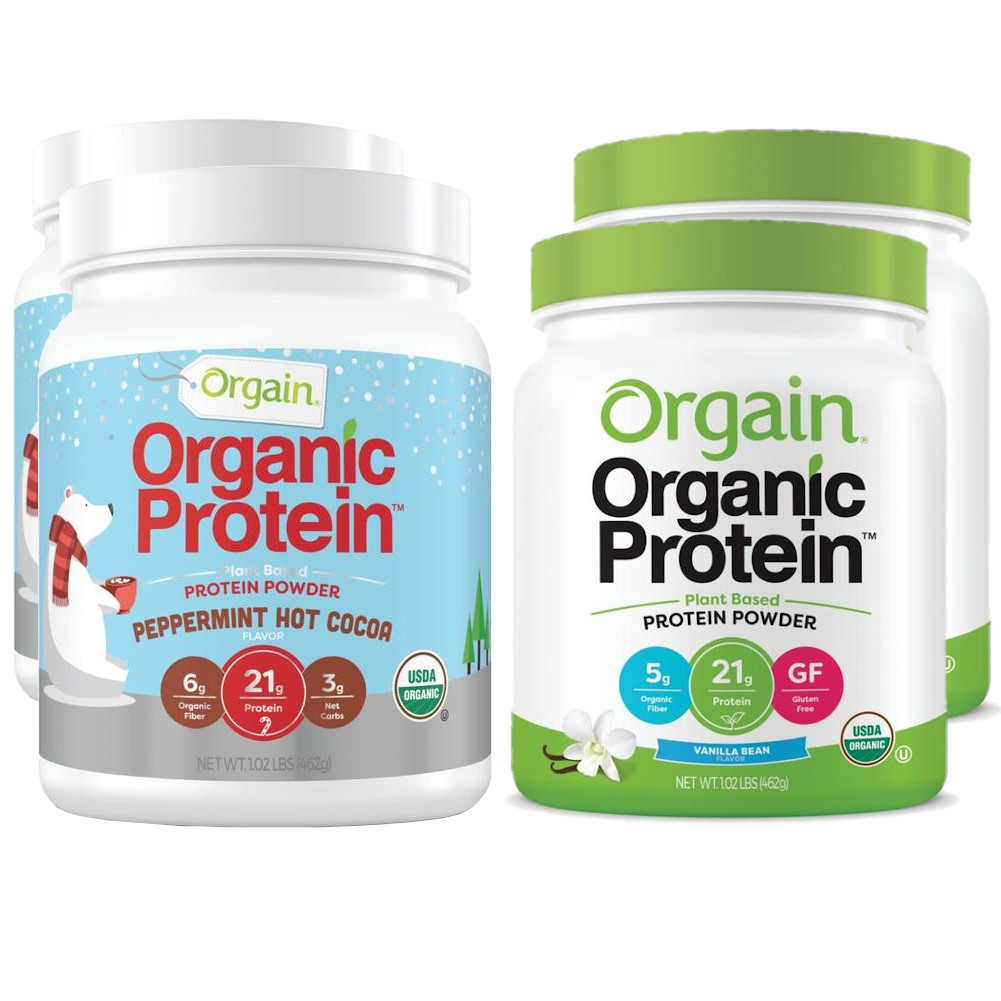 Orgain®
Organic
Protein™
Plant Based
PROTEIN POWDER
PEPPERMINT HOT COCOA
FLAVOR
6g
Organic
Fiber
21g
Protein
3g
Net
Carbs
USDA
ORGANIC
U
NET WT. 1.02 LBS (462g)
Orgain®
Organic
Protein™
Plant Based
PROTEIN POWDER
5g
Organic
Fiber
21g
Protein
GF
Gluten
Free
VANILLA BEAN
FLAVOR
USDA
ORGANIC
U
NET WT. 1.02 LBS (462g)
U